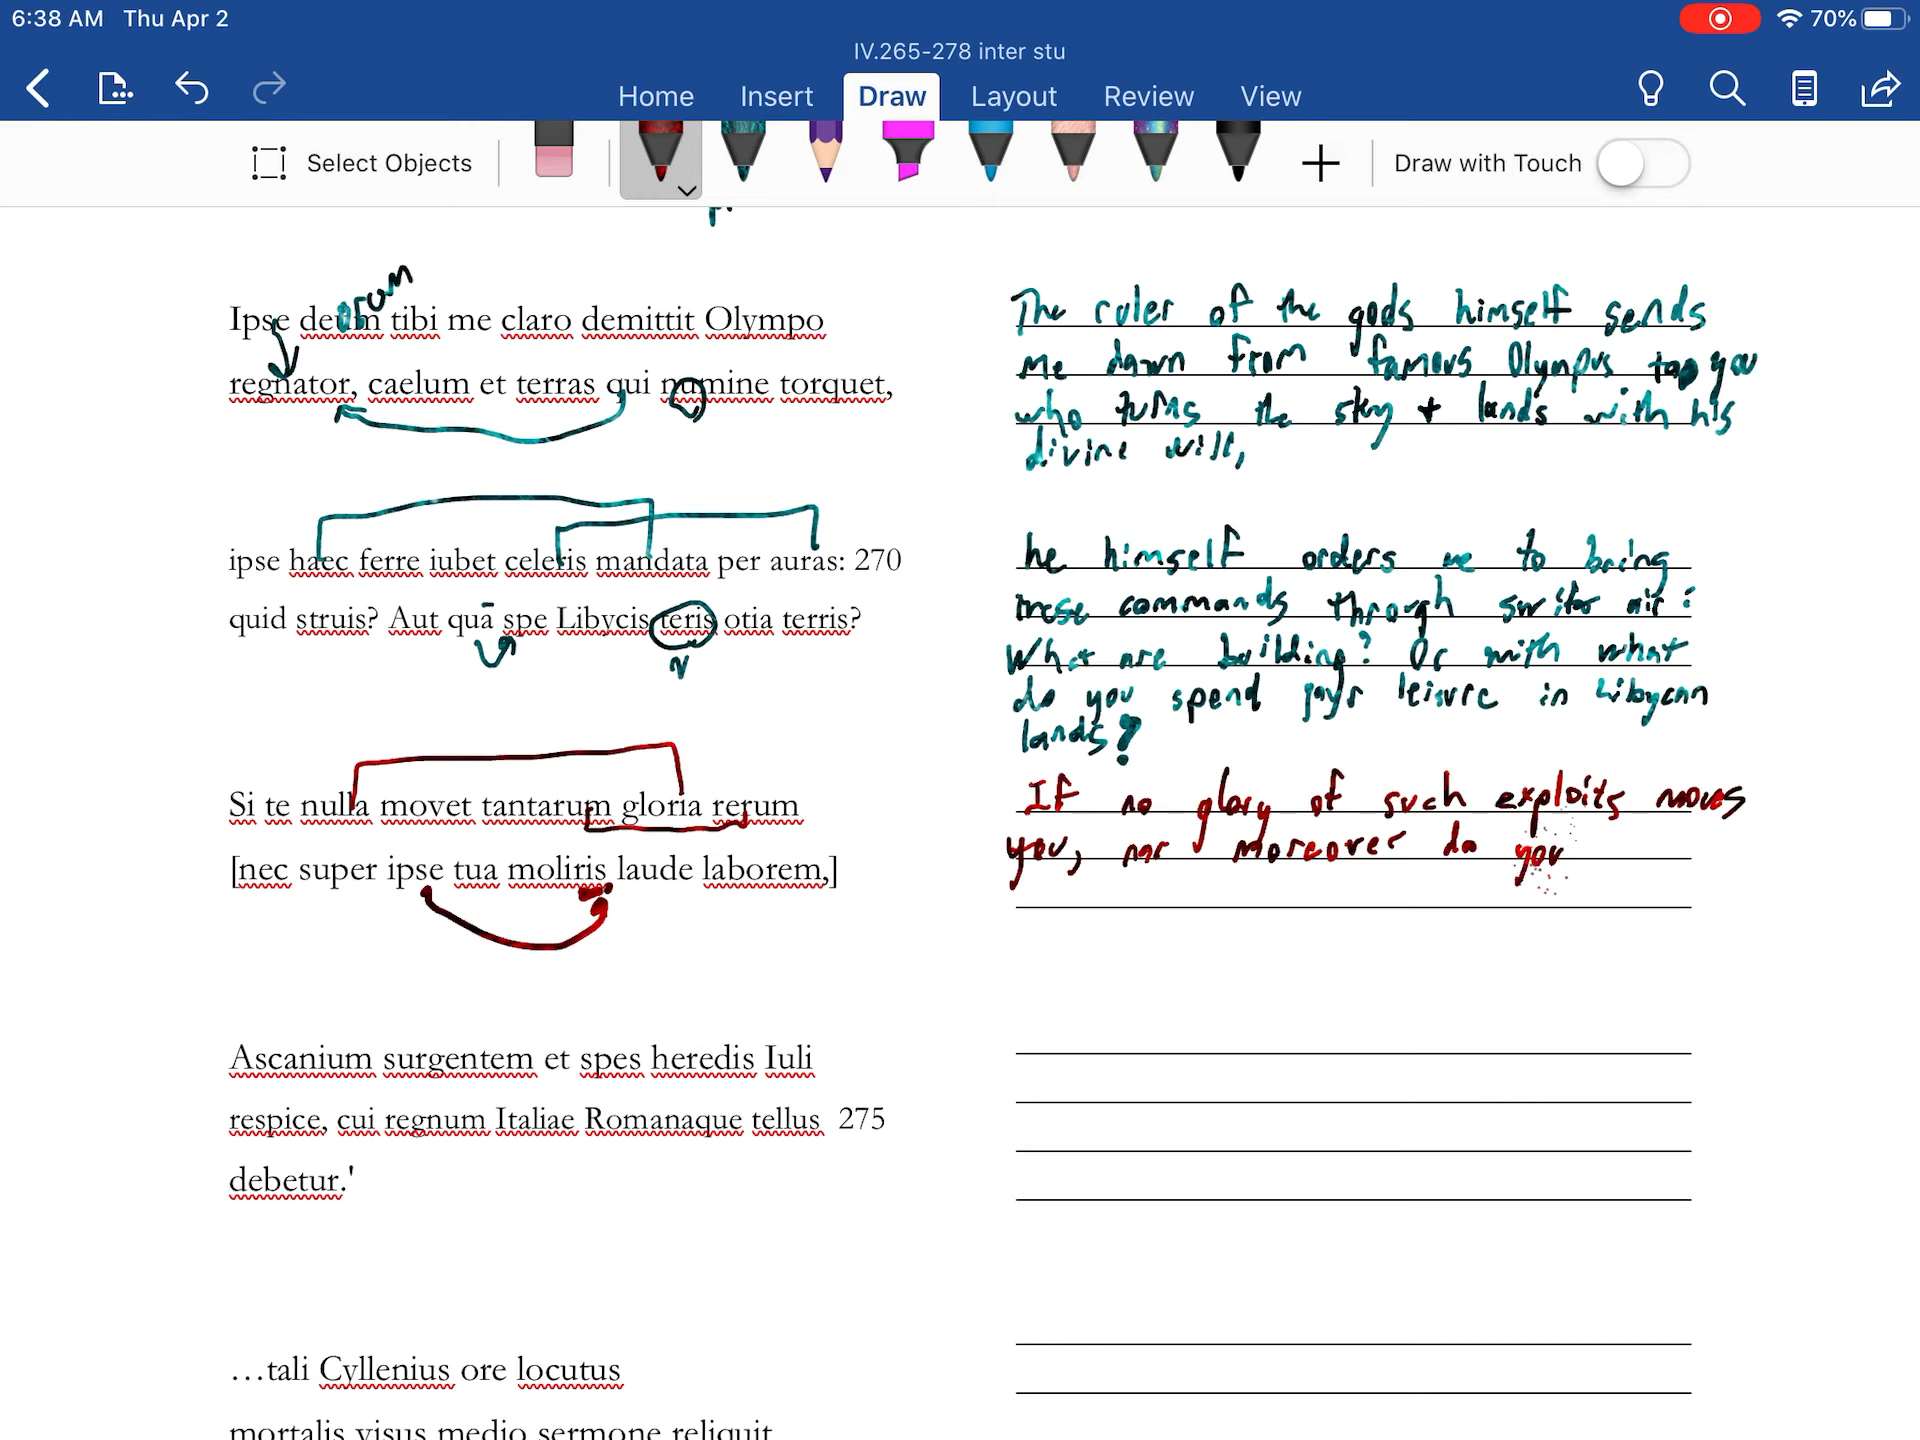 6:38 AM Thu Apr 2
70%
IV.265-278 inter stu
Home Insert Draw Layout Review View
Select Objects
Draw with Touch
orum
Ipse deum tibi me claro demittit Olympo
regnator, caelum et terras qui numine torquet,
The ruler of the gods himself sends
me down from famous Olympus to you
who turns the sky + lands with his
divine will,
ipse haec ferre iubet celeris mandata per auras: 270
quid struis? Aut quā spe Libycis teris otia terris?
he himself orders me to bring
these commands through air:
What are building? Or with what
do you spend leisure in Libycan
lands?
Si te nulla movet tantarum gloria rerum
[nec super ipse tua moliris laude laborem,]
If no glory of such exploits moves
you, nor moreover do you
Ascanium surgentem et spes heredis Iuli
respice, cui regnum Italiae Romanaque tellus 275
debetur.'
…tali Cyllenius ore locutus
mortalis visus medio sermone reliquit